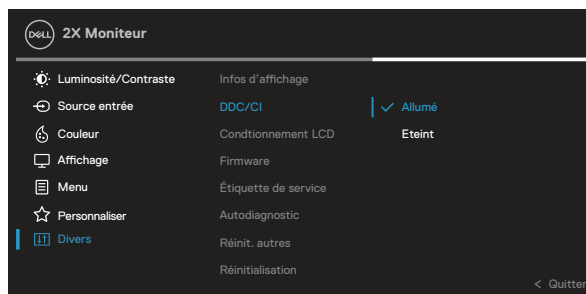 DELL 2X Moniteur
Luminosité/Contraste Infos d'affichage
Source entrée DDC/CI Allumé
Couleur Condtionnement LCD Eteint
Affichage Firmware
Menu Étiquette de service
Personnaliser Autodiagnostic
Divers Réinit. autres
Réinitialisation
< Quitter